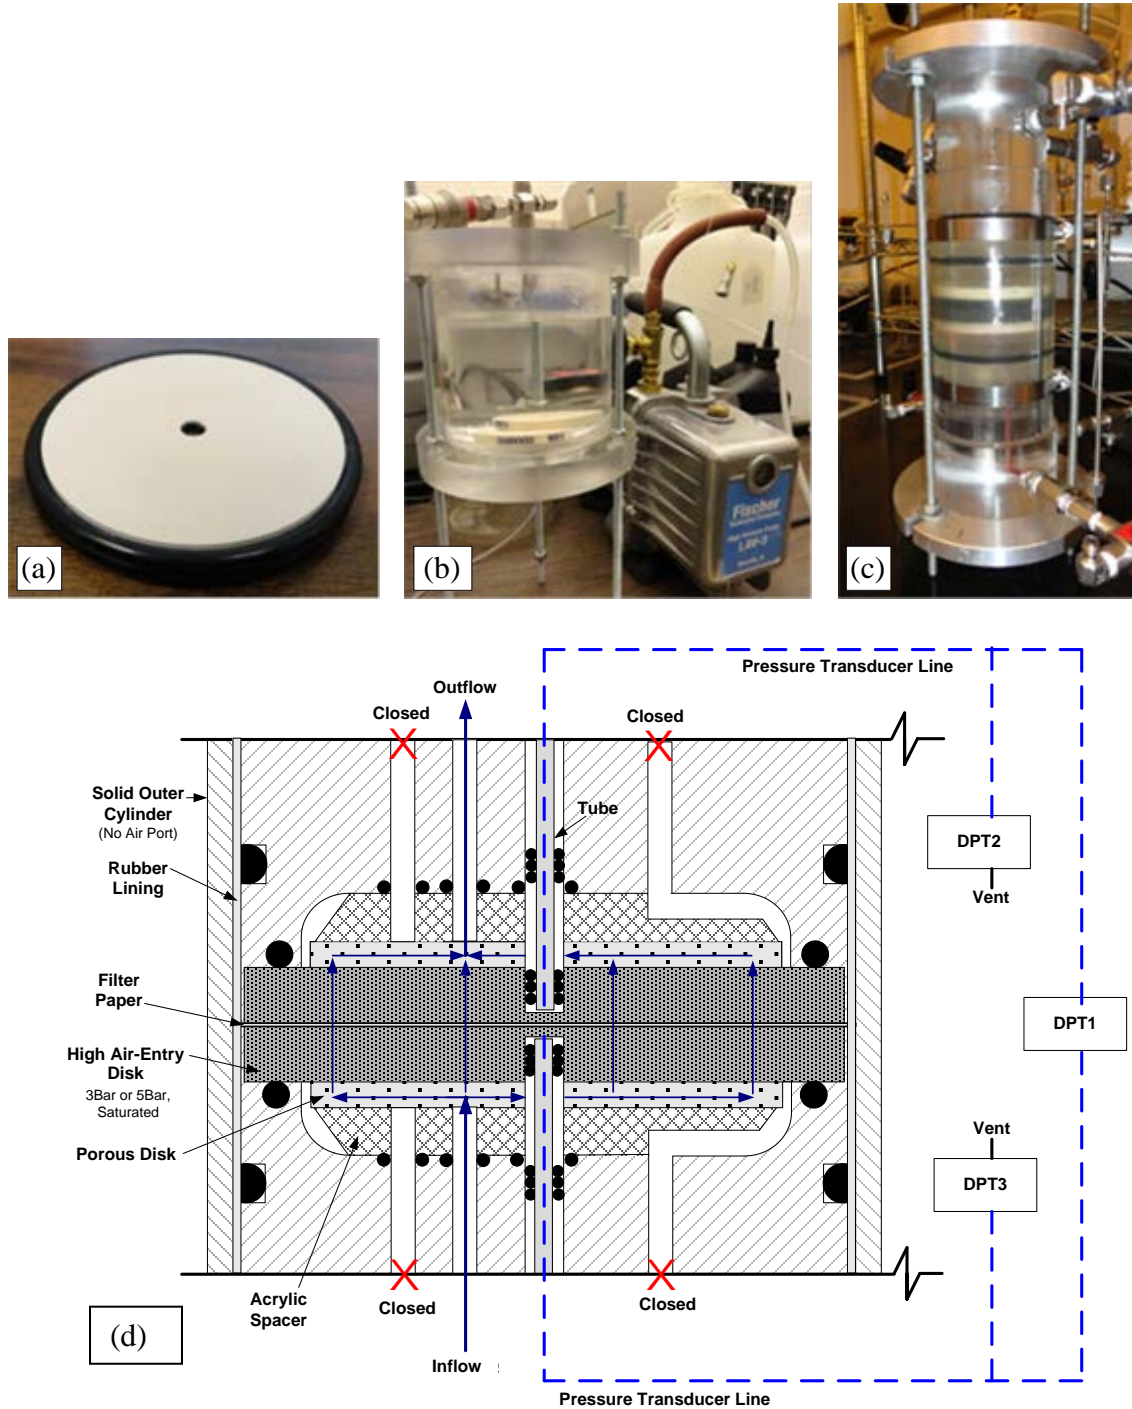 (a)
(b)
Fischer
LAV-3
(c)
Pressure Transducer Line
Outflow
Closed
Closed
Solid Outer
Cylinder
(No Air Port)
Tube
DPT2
Vent
Rubber
Lining
Filter
Paper
DPT1
High Air-Entry
Disk
3Bar or 5Bar,
Saturated
Vent
Porous Disk
DPT3
Acrylic
Spacer
Closed
Closed
(d)
Inflow
Pressure Transducer Line